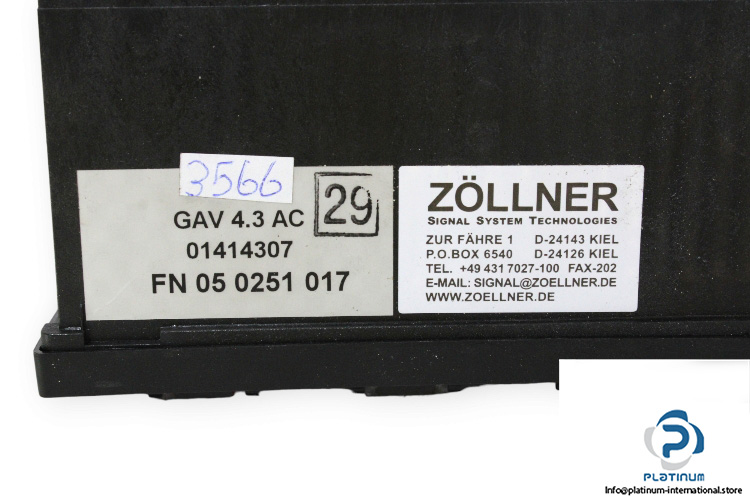 3566
GAV 4.3 AC
29
01414307
FN 05 0251 017
ZÖLLNER
SIGNAL SYSTEM TECHNOLOGIES
ZUR FÄHRE 1 D-24143 KIEL
P.O.BOX 6540 D-24126 KIEL
TEL. +49 431 7027-100 FAX-202
E-MAIL: SIGNAL@ZOELLNER.DE
WWW.ZOELLNER.DE
PLATINUM
Info@platinum-international.store